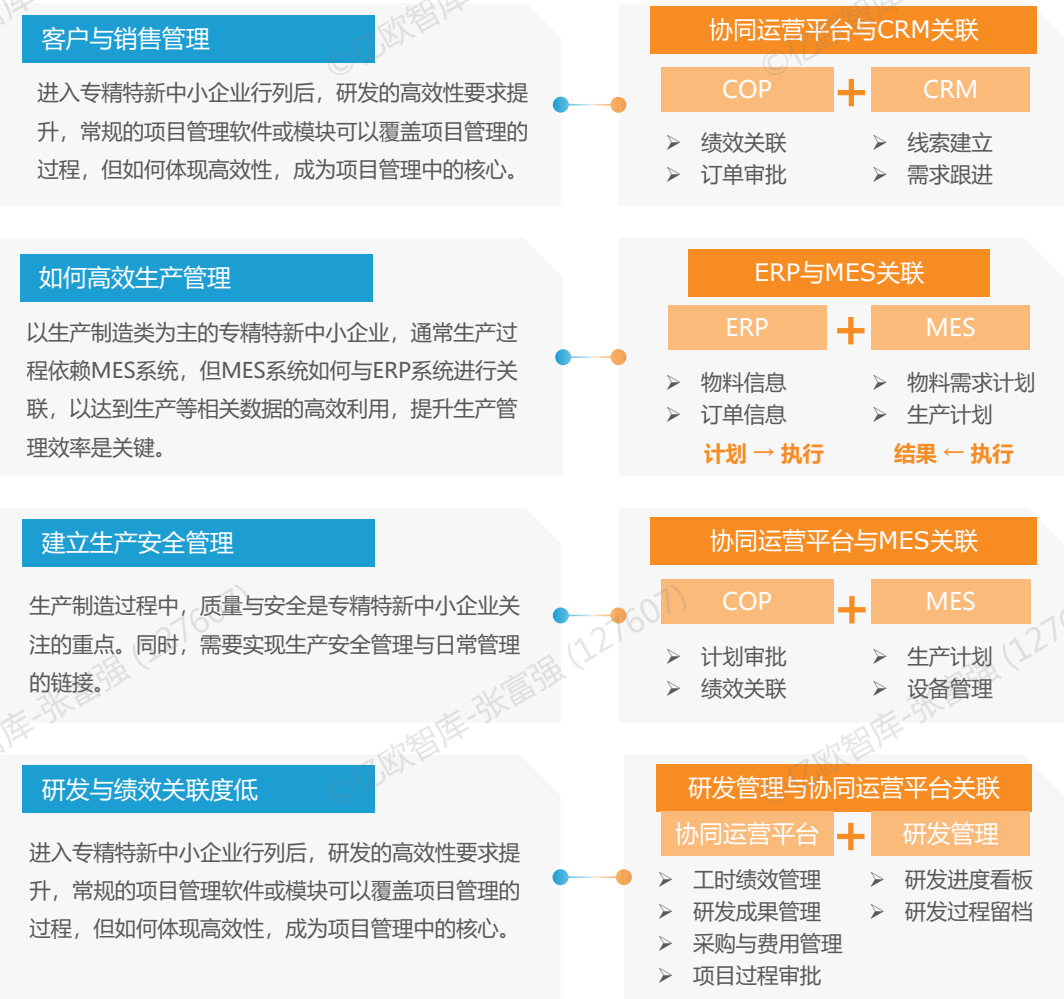 客户与销售管理
进入专精特新中小企业行列后，研发的高效性要求提
升，常规的项目管理软件或模块可以覆盖项目管理的
过程，但如何体现高效性，成为项目管理中的核心。
协同运营平台与CRM关联
COP + CRM
➢ 绩效关联 ➢ 线索建立
➢ 订单审批 ➢ 需求跟进
如何高效生产管理
以生产制造类为主的专精特新中小企业，通常生产过
程依赖MES系统，但MES系统如何与ERP系统进行关
联，以达到生产等相关数据的高效利用，提升生产管
理效率是关键。
ERP与MES关联
ERP + MES
➢ 物料信息 ➢ 物料需求计划
➢ 订单信息 ➢ 生产计划
计划 → 执行 结果 ← 执行
建立生产安全管理
生产制造过程中，质量与安全是专精特新中小企业关
注的重点。同时，需要实现生产安全管理与日常管理
的链接。
协同运营平台与MES关联
COP + MES
➢ 计划审批 ➢ 生产计划
➢ 绩效关联 ➢ 设备管理
研发与绩效关联度低
进入专精特新中小企业行列后，研发的高效性要求提
升，常规的项目管理软件或模块可以覆盖项目管理的
过程，但如何体现高效性，成为项目管理中的核心。
研发管理与协同运营平台关联
协同运营平台 + 研发管理
➢ 工时绩效管理 ➢ 研发进度看板
➢ 研发成果管理 ➢ 研发过程留档
➢ 采购与费用管理
➢ 项目过程审批
©亿欧智库-张富强 (127607)